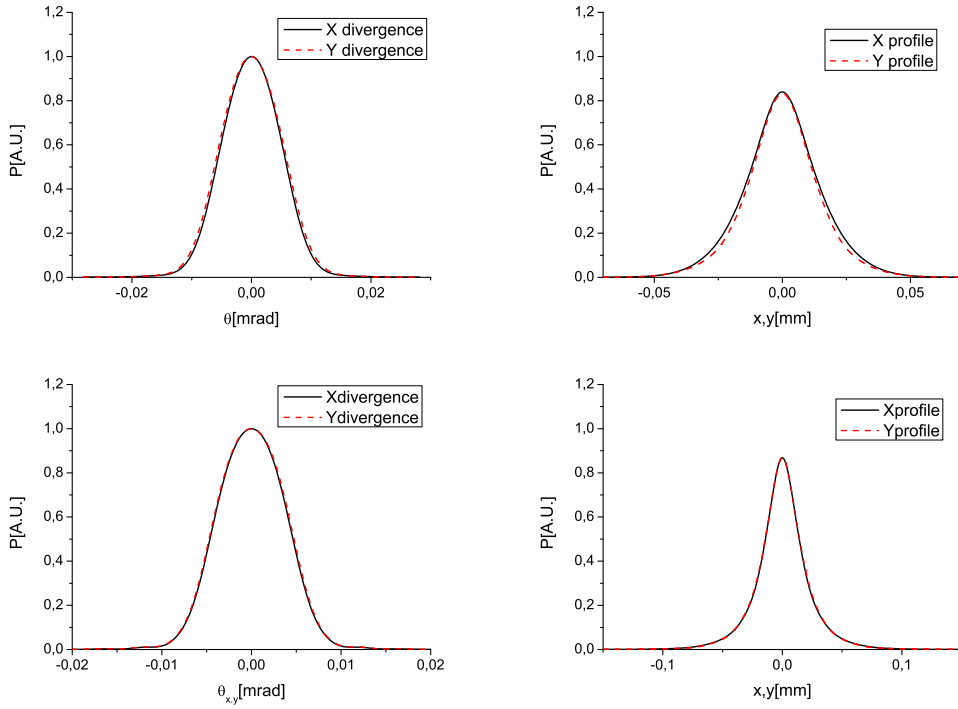 1,2
X divergence
Y divergence
1,0
0,8
P[A.U.]
0,6
0,4
0,2
0,0
-0,02 0,00 0,02
θ[mrad]
1,2
X profile
Y profile
1,0
0,8
P[A.U.]
0,6
0,4
0,2
0,0
-0,05 0,00 0,05
x,y[mm]
1,2
Xdivergence
Ydivergence
1,0
0,8
P[A.U.]
0,6
0,4
0,2
0,0
-0,02 -0,01 0,00 0,01 0,02
θx,y[mrad]
1,2
Xprofile
Yprofile
1,0
0,8
P[A.U.]
0,6
0,4
0,2
0,0
-0,1 0,0 0,1
x,y[mm]